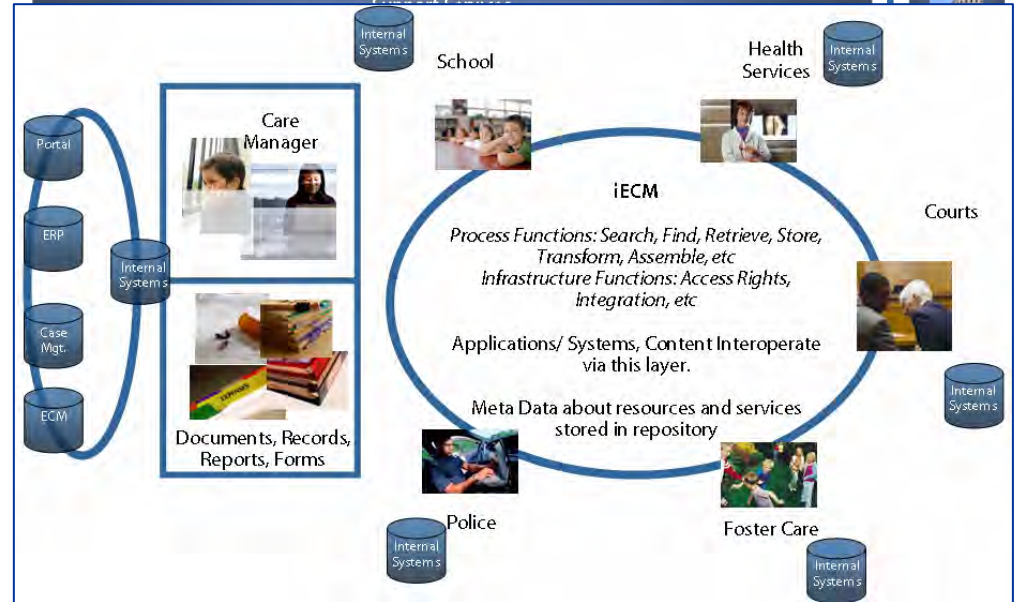 Internal
Systems
School
Health
Services
Internal
Systems
Portal
ERP
Case
Mgt.
ECM
Internal
Systems
Care
Manager
Documents, Records,
Reports, Forms
iECM
Process Functions: Search, Find, Retrieve, Store,
Transform, Assemble, etc
Infrastructure Functions: Access Rights,
Integration, etc
Applications/ Systems, Content Interoperate
via this layer.
Meta Data about resources and services
stored in repository
Courts
Internal
Systems
Police
Internal
Systems
Foster Care
Internal
Systems